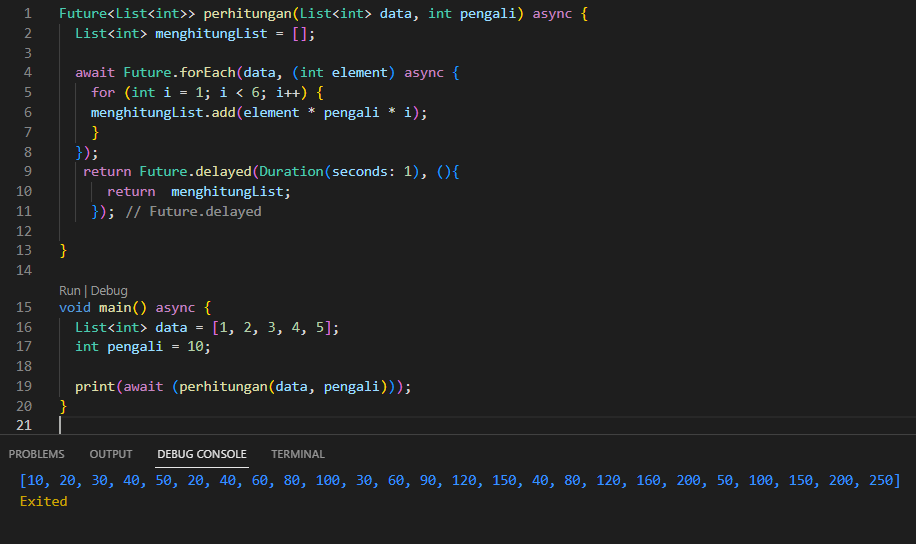 1 Future<List<int>> perhitungan(List<int> data, int pengali) async {
2 List<int> menghitungList = [];
3
4 await Future.forEach(data, (int element) async {
5 for (int i = 1; i < 6; i++) {
6 menghitungList.add(element * pengali * i);
7 }
8 });
9 return Future.delayed(Duration(seconds: 1), (){
10 return  menghitungList;
11 }); // Future.delayed
12
13 }
14
Run | Debug
15 void main() async {
16 List<int> data = [1, 2, 3, 4, 5];
17 int pengali = 10;
18
19 print(await (perhitungan(data, pengali)));
20 }
21
PROBLEMS OUTPUT DEBUG CONSOLE TERMINAL
[10, 20, 30, 40, 50, 20, 40, 60, 80, 100, 30, 60, 90, 120, 150, 40, 80, 120, 160, 200, 50, 100, 150, 200, 250]
Exited